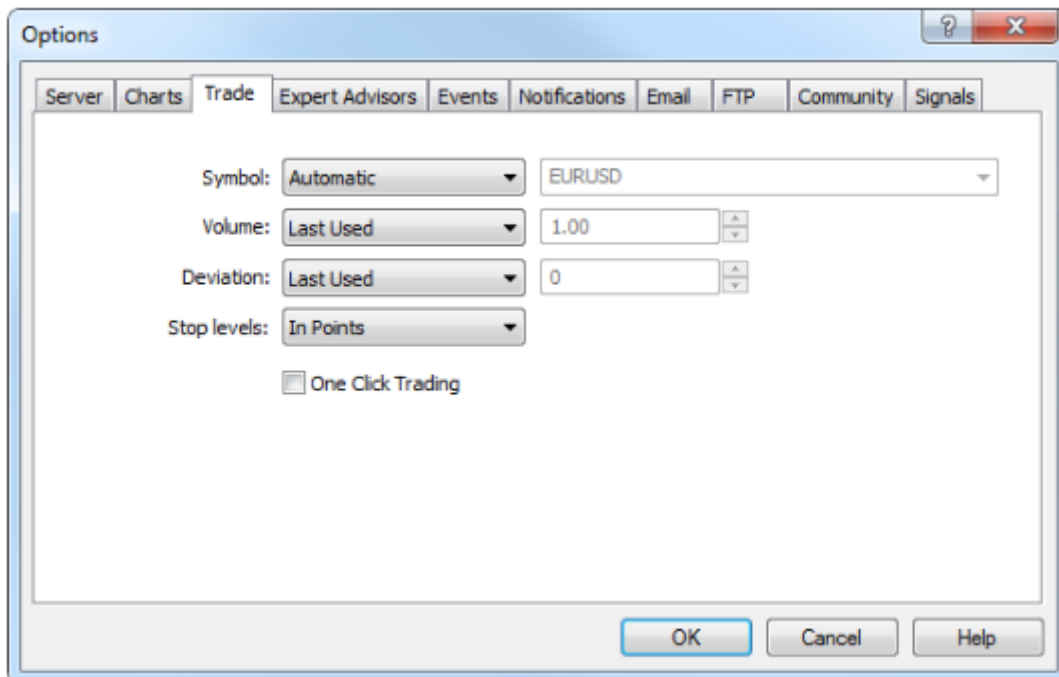 Options
Server Charts Trade Expert Advisors Events Notifications Email FTP Community Signals
Symbol: Automatic EURUSD
Volume: Last Used 1.00
Deviation: Last Used 0
Stop levels: In Points
One Click Trading
OK Cancel Help